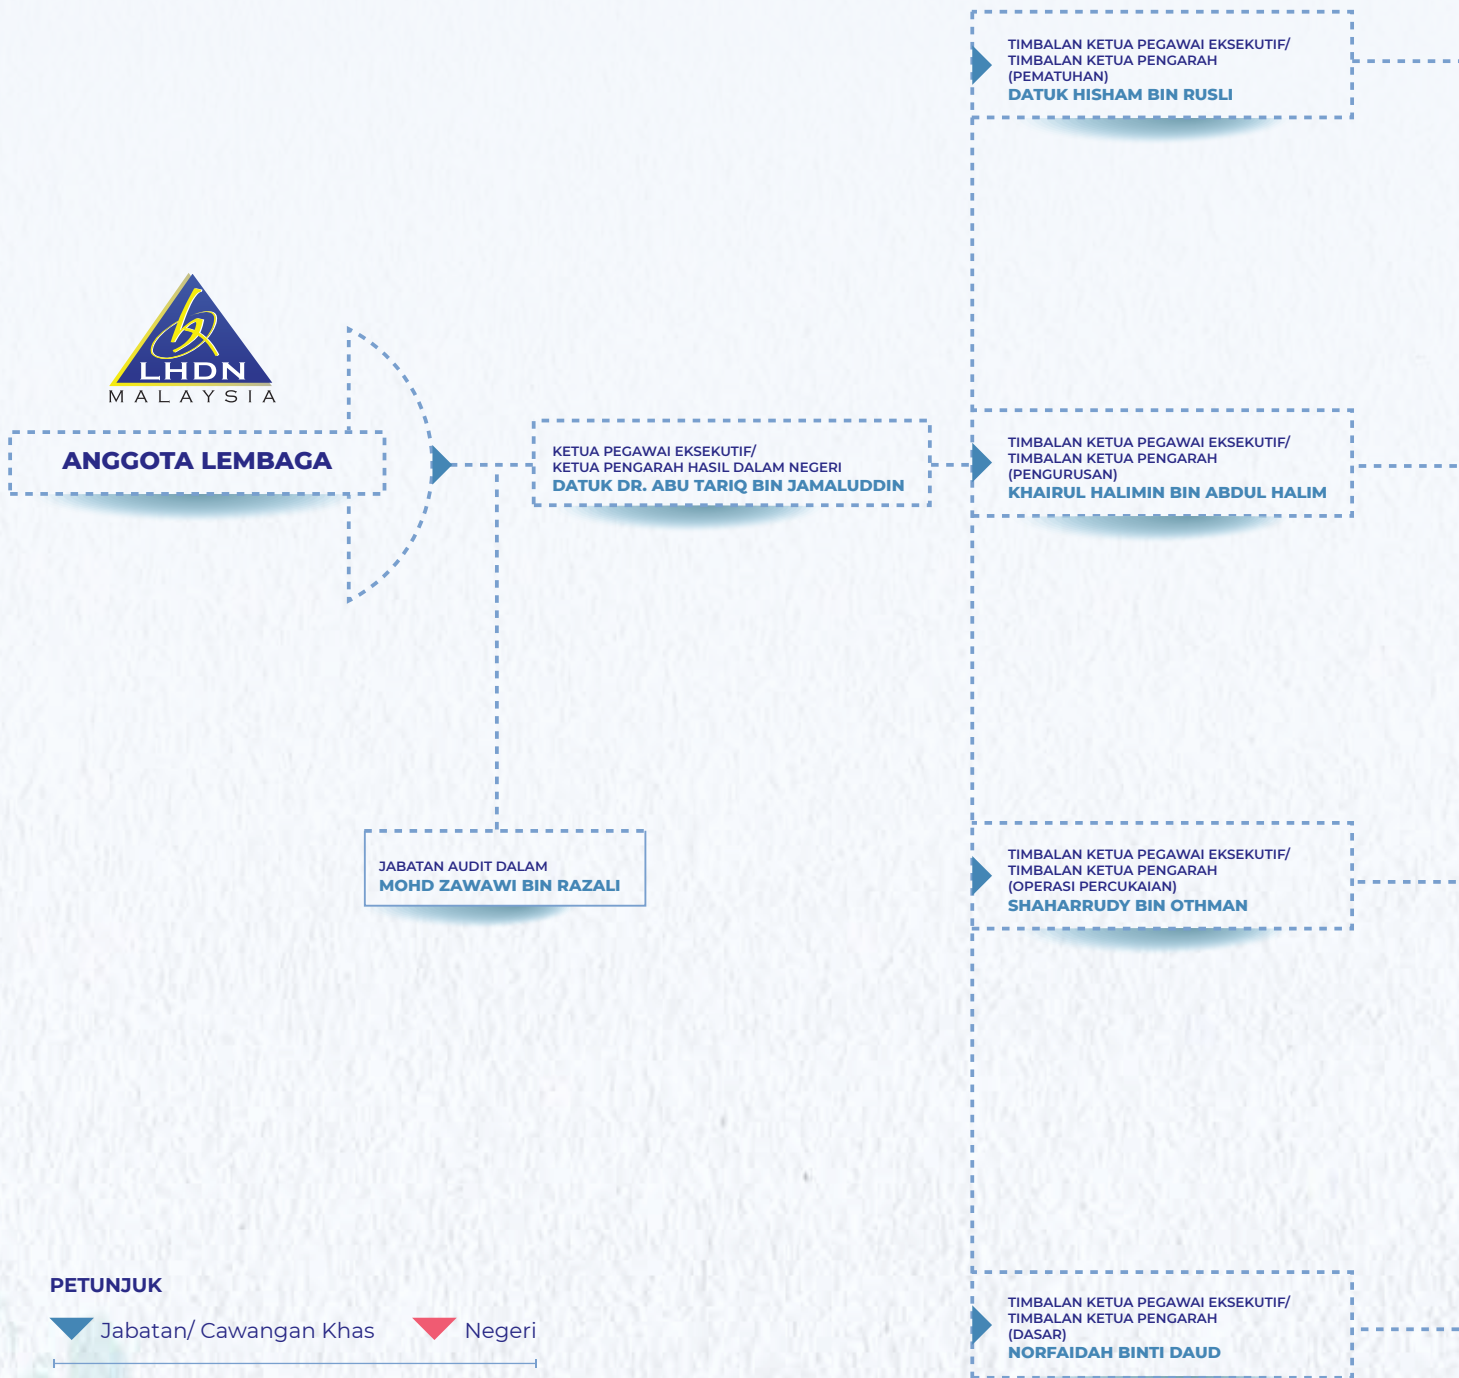 LHDN
MALAYSIA
ANGGOTA LEMBAGA
KETUA PEGAWAI EKSEKUTIF/
KETUA PENGARAH HASIL DALAM NEGERI
DATUK DR. ABU TARIQ BIN JAMALUDDIN
JABATAN AUDIT DALAM
MOHD ZAWAWI BIN RAZALI
TIMBALAN KETUA PEGAWAI EKSEKUTIF/
TIMBALAN KETUA PENGARAH
(PEMATUHAN)
DATUK HISHAM BIN RUSLI
TIMBALAN KETUA PEGAWAI EKSEKUTIF/
TIMBALAN KETUA PENGARAH
(PENGURUSAN)
KHAIRUL HALIMIN BIN ABDUL HALIM
TIMBALAN KETUA PEGAWAI EKSEKUTIF/
TIMBALAN KETUA PENGARAH
(OPERASI PERCUKAIAN)
SHAHARRUDY BIN OTHMAN
TIMBALAN KETUA PEGAWAI EKSEKUTIF/
TIMBALAN KETUA PENGARAH
(DASAR)
NORFAIDAH BINTI DAUD
PETUNJUK
Jabatan/ Cawangan Khas
Negeri